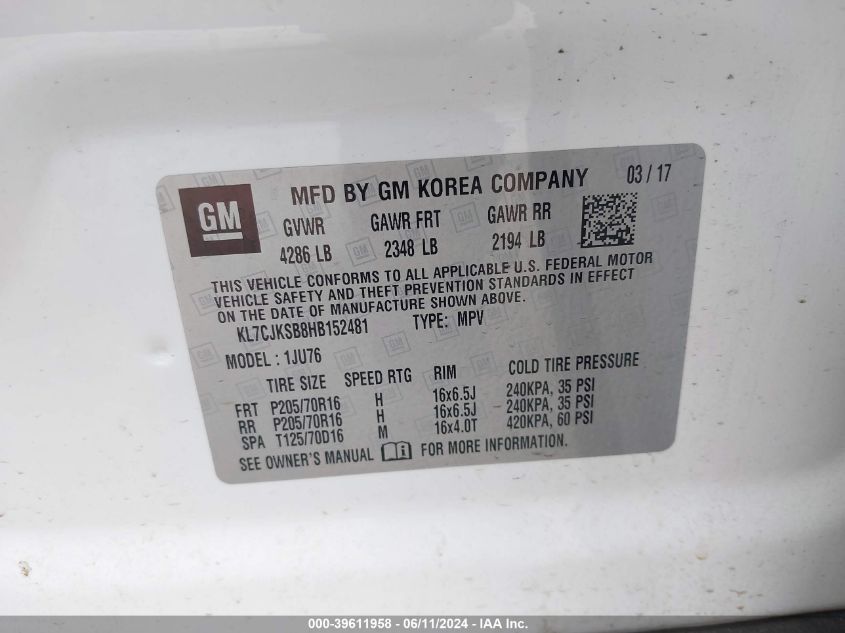 GM
MFD BY GM KOREA COMPANY 03 / 17
GVWR GAWR FRT GAWR RR
4286 LB 2348 LB 2194 LB
THIS VEHICLE CONFORMS TO ALL APPLICABLE U.S. FEDERAL MOTOR
VEHICLE SAFETY AND THEFT PREVENTION STANDARDS IN EFFECT
ON THE DATE OF MANUFACTURE SHOWN ABOVE.
KL7CJKSB8HB152481 TYPE: MPV
MODEL : 1JU76
TIRE SIZE SPEED RTG RIM COLD TIRE PRESSURE
FRT P205/70R16 H 16x6.5J 240KPA, 35 PSI
RR P205/70R16 H 16x6.5J 240KPA, 35 PSI
SPA T125/70D16 M 16x4.0T 420KPA, 60 PSI
SEE OWNER'S MANUAL FOR MORE INFORMATION.
000-39611958 - 06/11/2024 - IAA Inc.